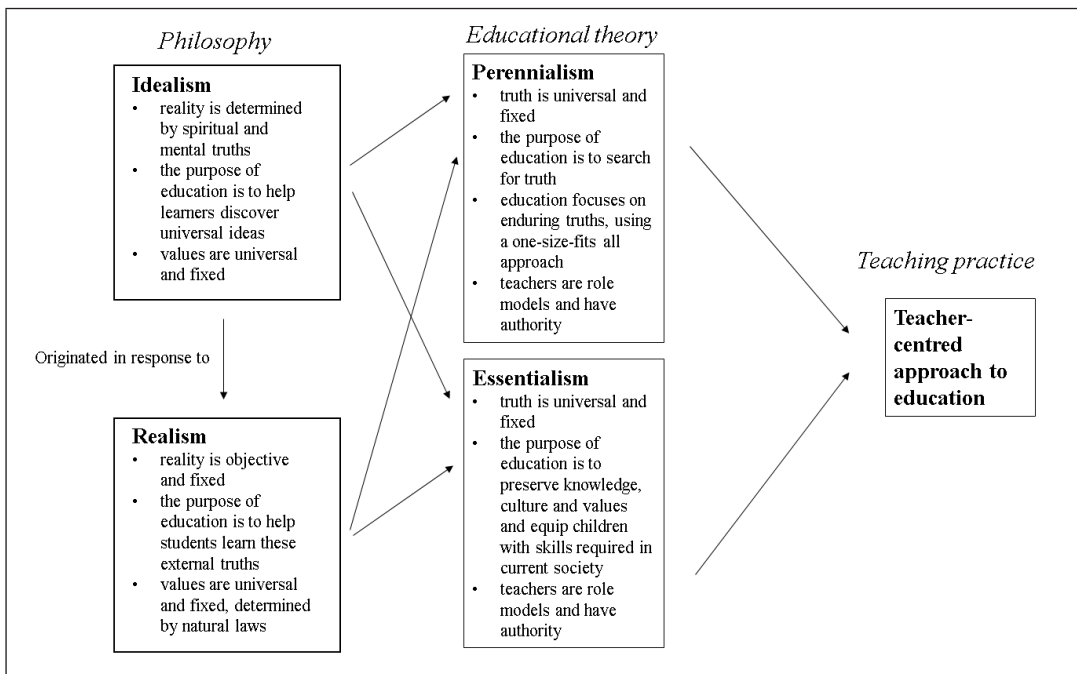 Philosophy
Idealism
• reality is determined
by spiritual and
mental truths
• the purpose of
education is to help
learners discover
universal ideas
• values are universal
and fixed
Originated in response to
Realism
• reality is objective
and fixed
• the purpose of
education is to help
students learn these
external truths
• values are universal
and fixed, determined
by natural laws
Educational theory
Perennialism
• truth is universal and
fixed
• the purpose of
education is to search
for truth
• education focuses on
enduring truths, using
a one-size-fits all
approach
• teachers are role
models and have
authority
Essentialism
• truth is universal and
fixed
• the purpose of
education is to
preserve knowledge,
culture and values
and equip children
with skills required in
current society
• teachers are role
models and have
authority
Teaching practice
Teacher-
centred
approach to
education